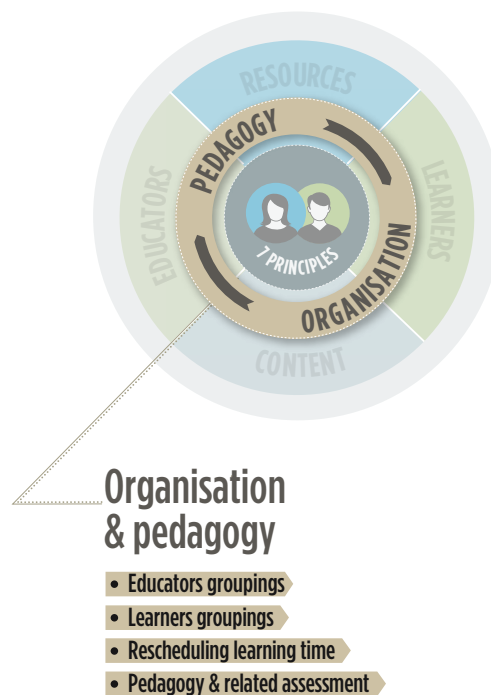 RESOURCES
PEDAGOGY
EDUCATORS
LEARNERS
7 PRINCIPLES
ORGANISATION
CONTENT
Organisation
& pedagogy
• Educators groupings
• Learners groupings
• Rescheduling learning time
• Pedagogy & related assessment